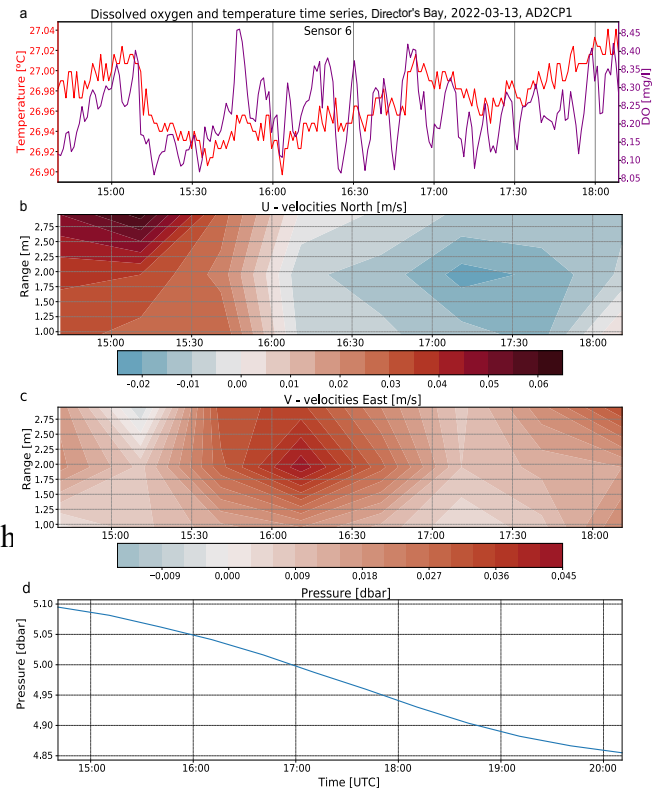 a
Dissolved oxygen and temperature time series, Director's Bay, 2022-03-13, AD2CP1
Sensor 6
Temperature [°C]
27,04
27,02
27,00
26,98
26,96
26,94
26,92
26,90
DO [mg/l]
8,45
8,40
8,35
8,30
8,25
8,20
8,15
8,10
8,05
15:00 15:30 16:00 16:30 17:00 17:30 18:00
b
U - velocities North [m/s]
Range [m]
2,75
2,50
2,25
2,00
1.75
1,50
1,25
1,00
15:00 15:30 16:00 16:30 17:00 17:30 18:00
-0.02 -0,01 0,00 0,01 0,02 0,03 0,04 0,05 0,06
c
V - velocities East [m/s]
Range [m]
2,75
2,50
2,25
2,00
1,75
1,50
1,25
1,00
15:00 15:30 16:00 16:30 17:00 17:30 18:00
h
−0,009 0,000 0,009 0,018 0,027 0,036 0,045
d
Pressure [dbar]
Pressure [dbar]
5.10
5.05
5.00
4,95
4,90
4,85
15:00 16:00 17:00 18:00 19:00 20:00
Time [UTC]